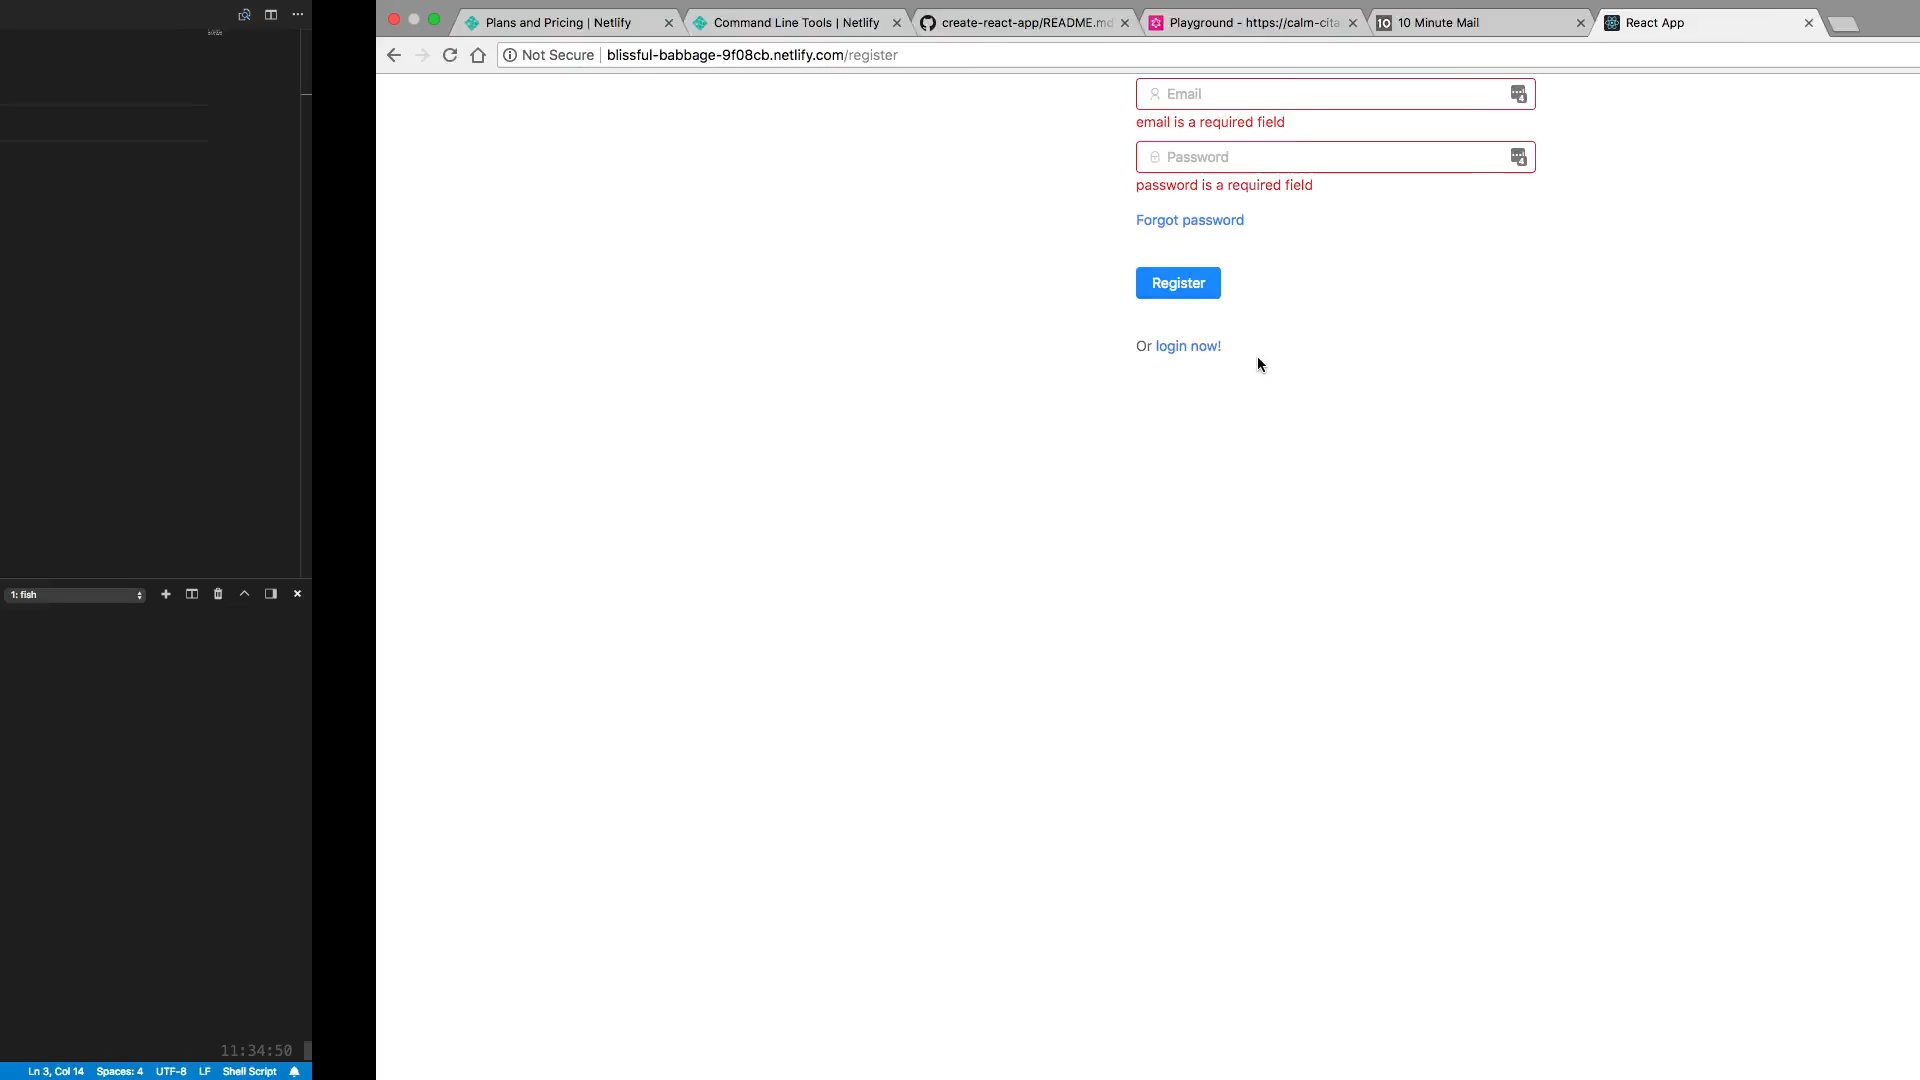 Plans and Pricing | Netlify
Command Line Tools | Netlify
create-react-app/README.md
Playground - https://calm-cita
10 10 Minute Mail
React App
Not Secure | blissful-babbage-9f08cb.netlify.com/register
Email
email is a required field
Password
password is a required field
Forgot password
Register
Or login now!
1: fish
11:34:50
Ln 3, Col 14 Spaces: 4 UTF-8 LF Shell Script